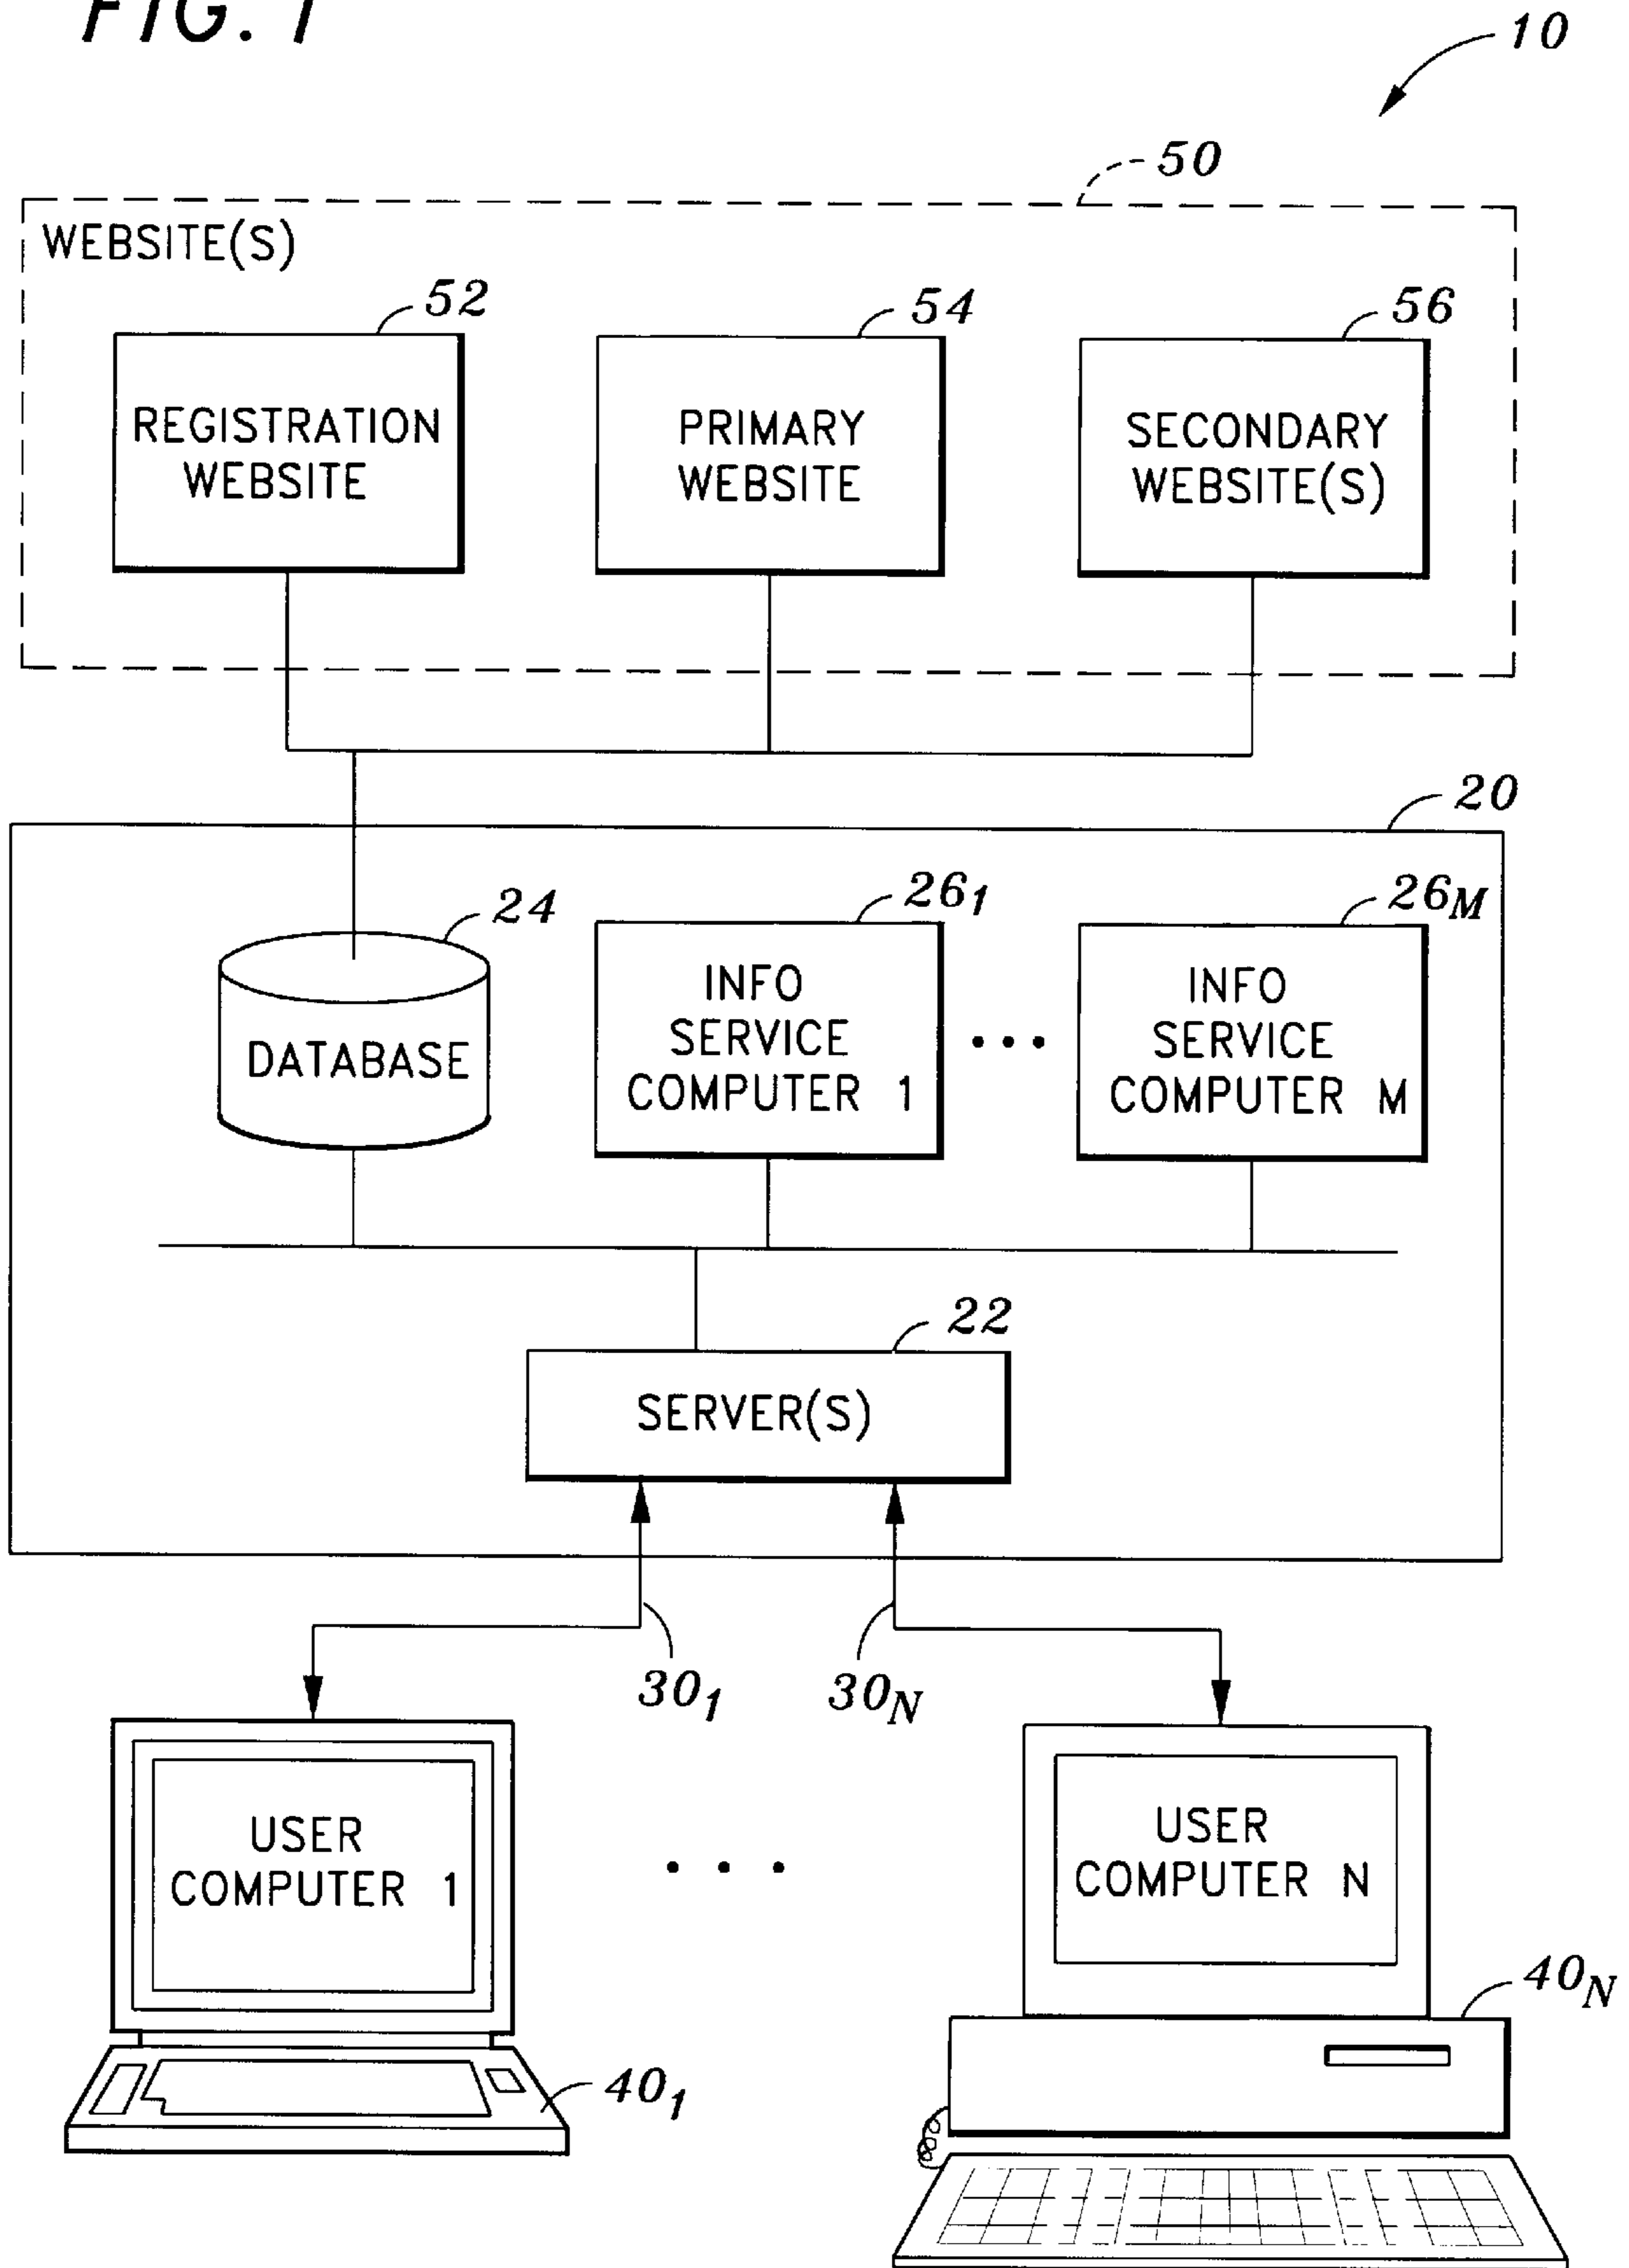 FIG. 1
10
50
WEBSITE(S)
52
54
56
REGISTRATION
WEBSITE
PRIMARY
WEBSITE
SECONDARY
WEBSITE(S)
20
24
26₁
26M
DATABASE
INFO
SERVICE
COMPUTER 1
INFO
SERVICE
COMPUTER M
22
SERVER(S)
30₁
30N
USER
COMPUTER 1
USER
COMPUTER N
40₁
40N